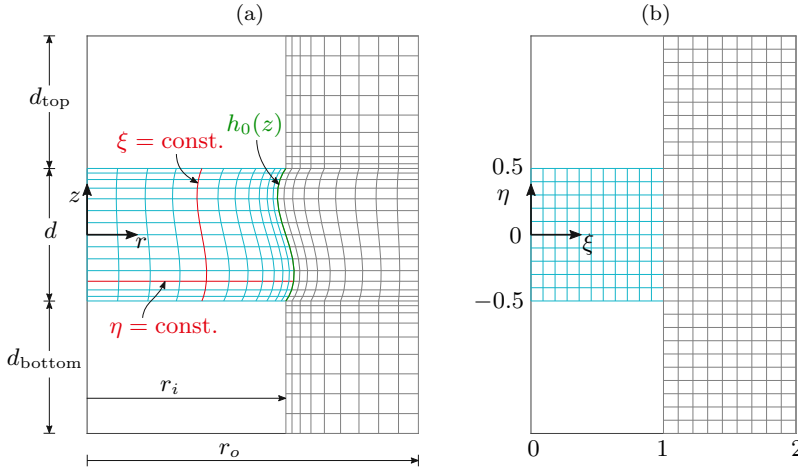 (a)
(b)
d_top
d
d_bottom
h_0(z)
ξ = const.
z
r
η = const.
r_i
r_o
0.5
η
0
ξ
−0.5
0
1
2